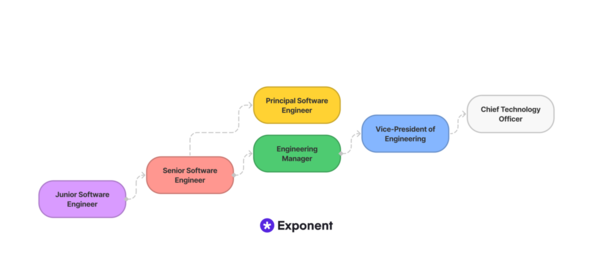 Principal Software
Engineer
Chief Technology
Officer
Vice-President of
Engineering
Engineering
Manager
Senior Software
Engineer
Junior Software
Engineer
Exponent